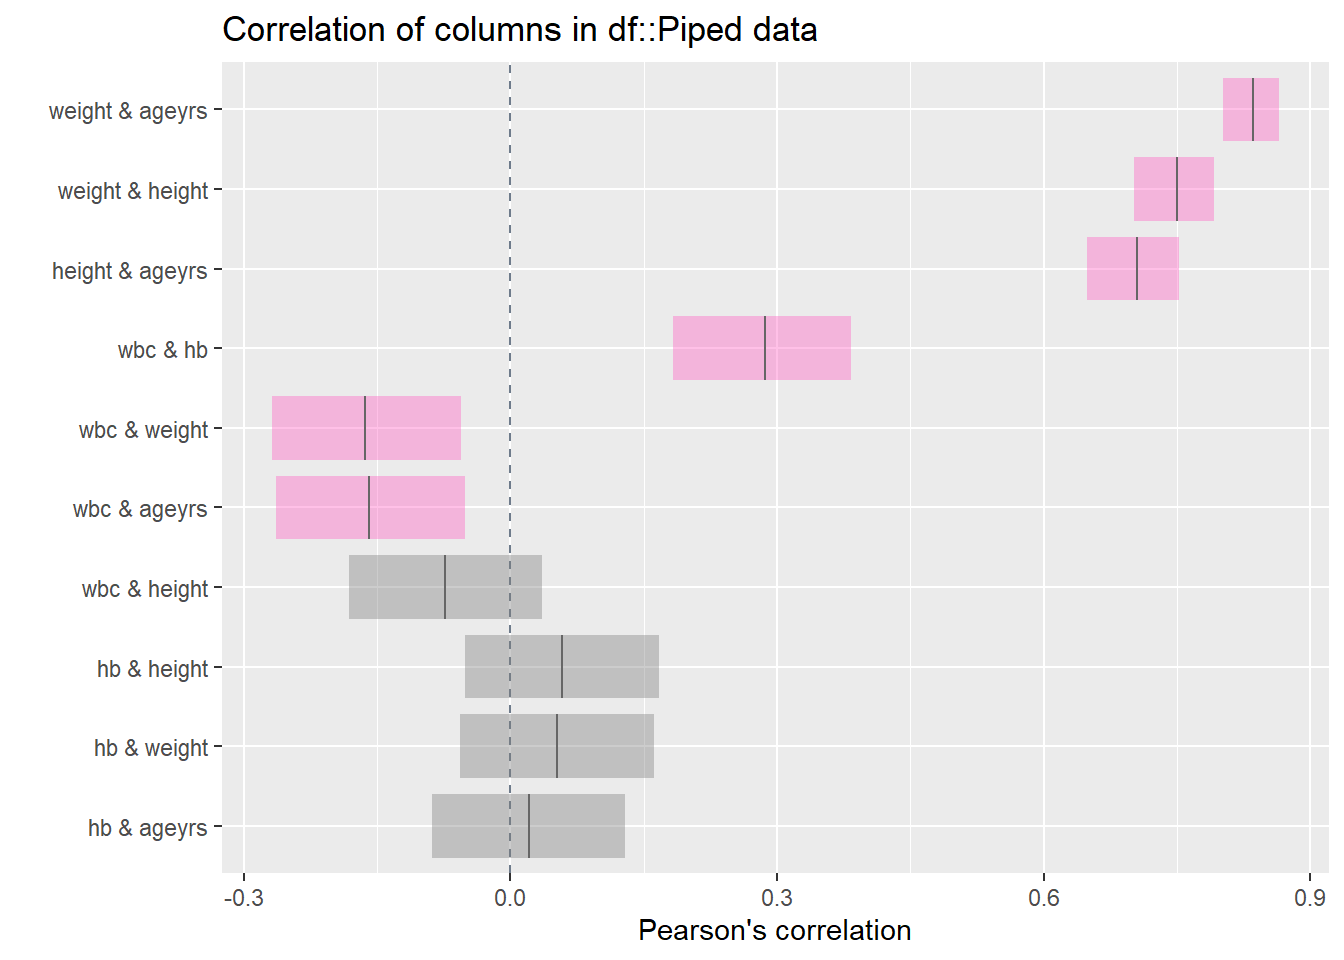 Correlation of columns in df::Piped data
weight & ageyrs
weight & height
height & ageyrs
wbc & hb
wbc & weight
wbc & ageyrs
wbc & height
hb & height
hb & weight
hb & ageyrs
-0.3 0.0 0.3 0.6 0.9
Pearson's correlation